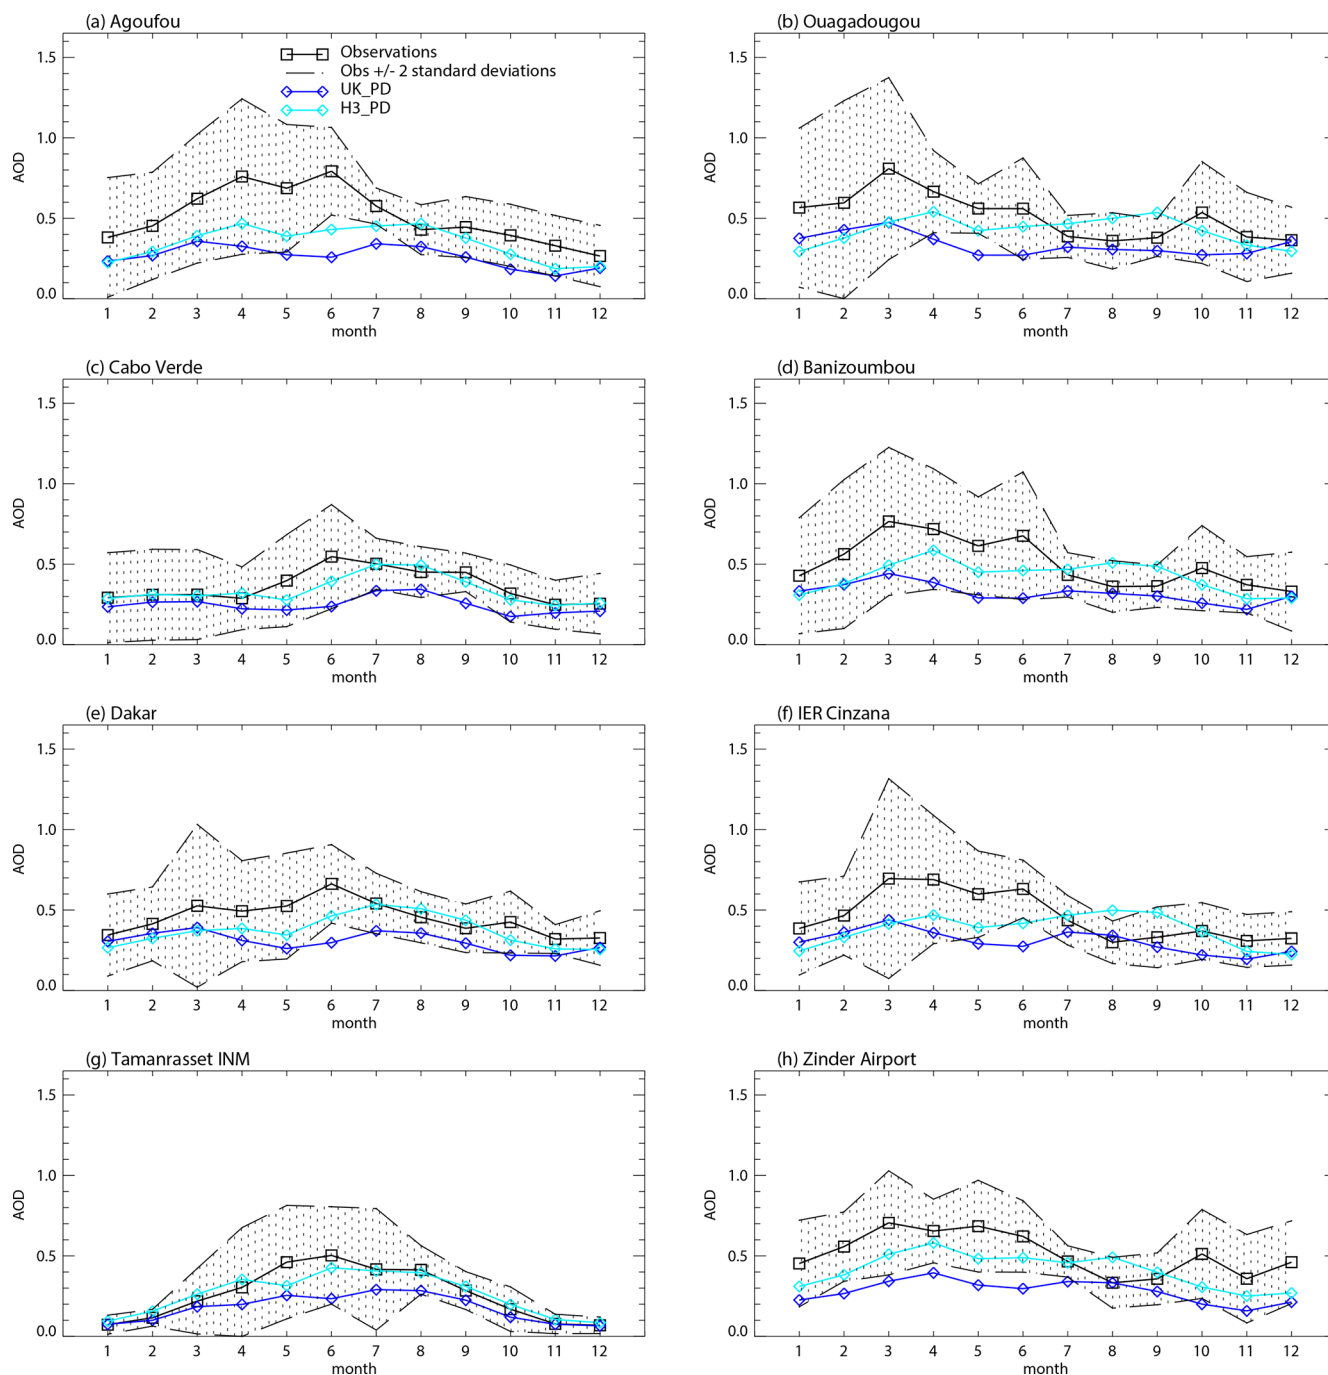 (a) Agoufou
1.5
1.0
0.5
0.0
AOD
Observations
Obs +/- 2 standard deviations
UK_PD
H3_PD
1 2 3 4 5 6 7 8 9 10 11 12
month
(b) Ouagadougou
1.5
1.0
0.5
0.0
AOD
1 2 3 4 5 6 7 8 9 10 11 12
month
(c) Cabo Verde
1.5
1.0
0.5
0.0
AOD
1 2 3 4 5 6 7 8 9 10 11 12
month
(d) Banizoumbou
1.5
1.0
0.5
0.0
AOD
1 2 3 4 5 6 7 8 9 10 11 12
month
(e) Dakar
1.5
1.0
0.5
0.0
AOD
1 2 3 4 5 6 7 8 9 10 11 12
month
(f) IER Cinzana
1.5
1.0
0.5
0.0
AOD
1 2 3 4 5 6 7 8 9 10 11 12
month
(g) Tamanrasset INM
1.5
1.0
0.5
0.0
AOD
1 2 3 4 5 6 7 8 9 10 11 12
month
(h) Zinder Airport
1.5
1.0
0.5
0.0
AOD
1 2 3 4 5 6 7 8 9 10 11 12
month